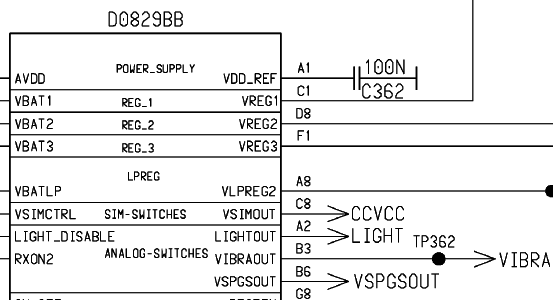 D0829BB
POWER_SUPPLY
AVDD VDD_REF A1 100N
C362
VBAT1 REG_1 VREG1 C1
VBAT2 REG_2 VREG2 D8
VBAT3 REG_3 VREG3 F1
LPREG
VBATLP VLPREG2 A8
VSIMCTRL SIM-SWITCHES VSIMOUT C8 CCVCC
LIGHT_DISABLE LIGHTOUT A2 LIGHT
RXON2 ANALOG-SWITCHES VIBRAOUT B3 TP362 VIBRA
VSPGSOUT B6 VSPGSOUT
G8